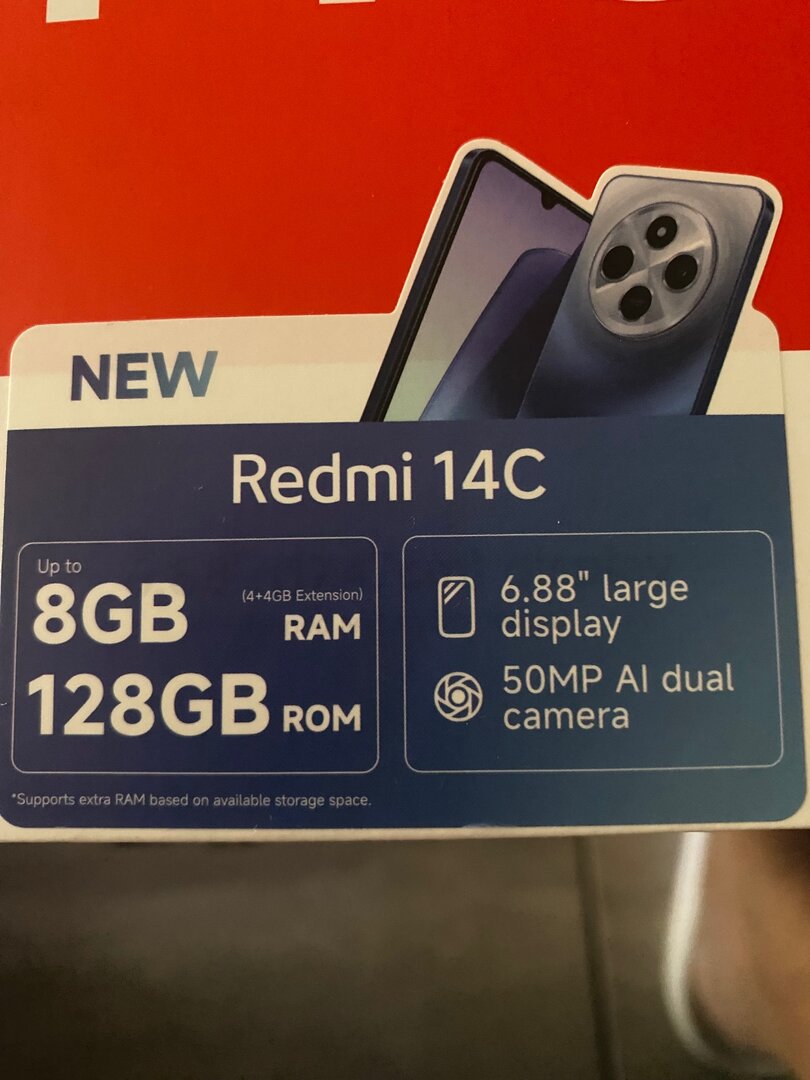 NEW
Redmi 14C
Up to
8GB (4+4GB Extension) RAM
128GB ROM
6.88" large
display
50MP AI dual
camera
*Supports extra RAM based on available storage space.